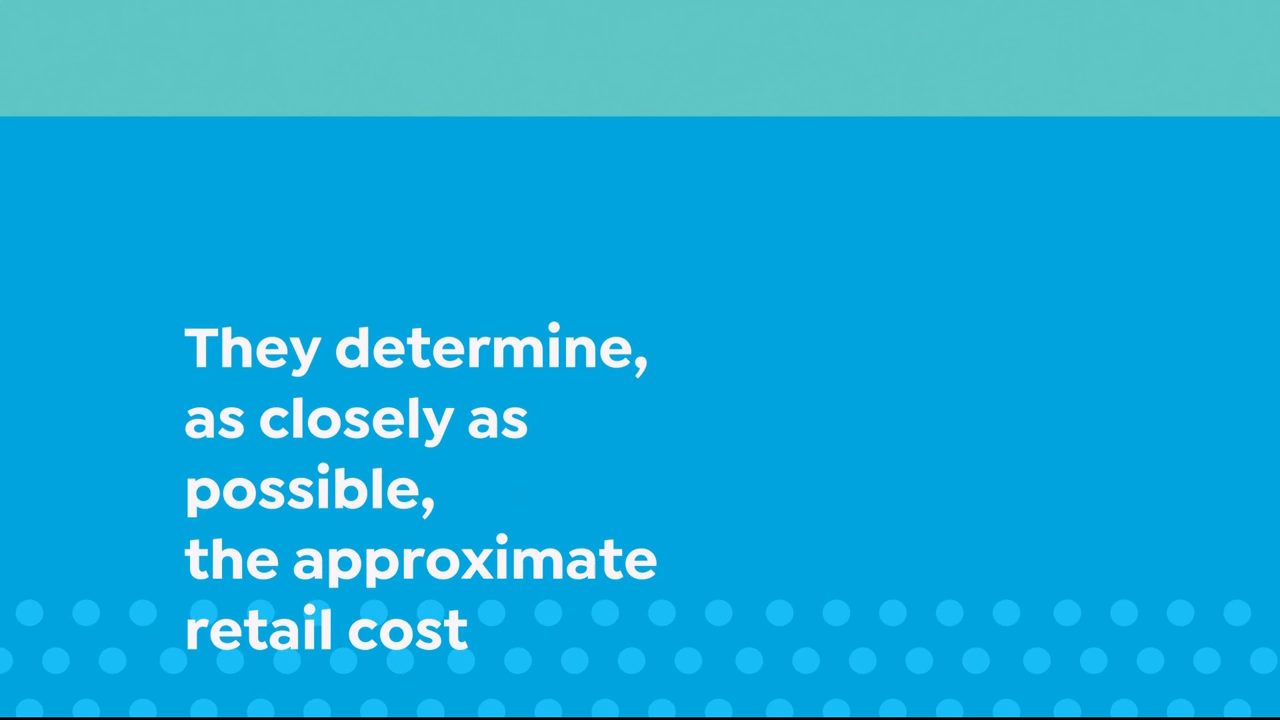 They determine,
as closely as
possible,
the approximate
retail cost